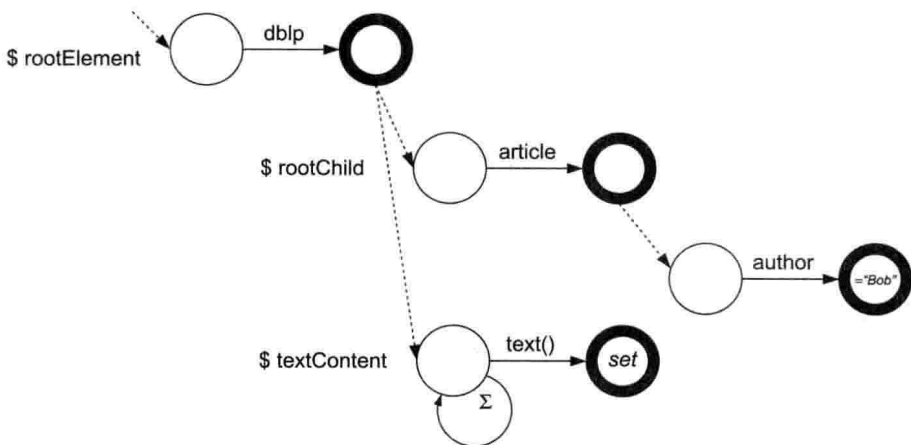 dblp
$ rootElement
article
$ rootChild
author
="Bob"
text()
$ textContent
set
Σ